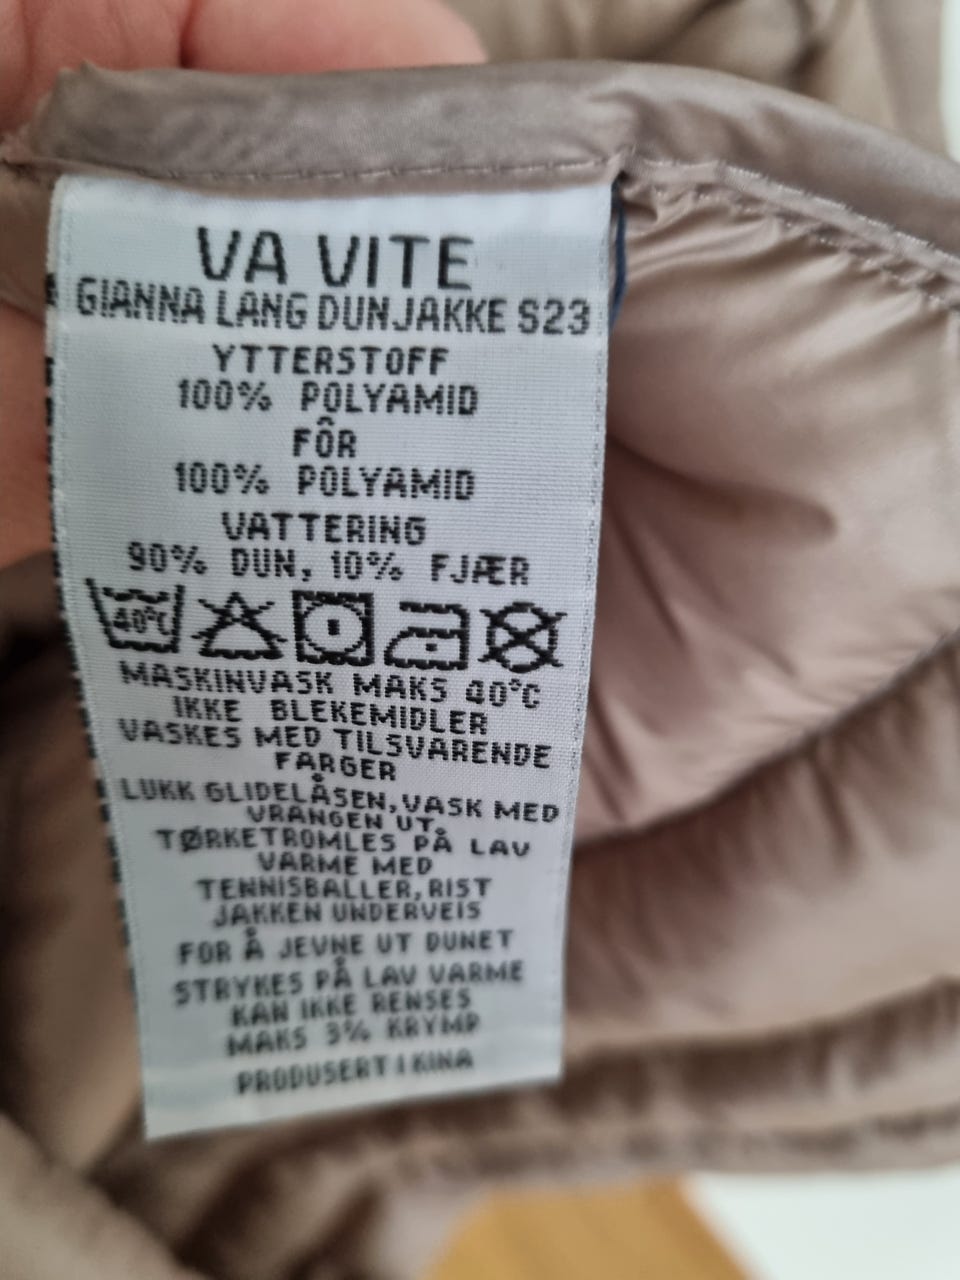 VA VITE
GIANNA LANG DUNJAKKE S23
YTTERSTOFF
100% POLYAMID
FÔR
100% POLYAMID
VATTERING
90% DUN, 10% FJÆR
40°C
MASKINVASK MAKS 40°C
IKKE BLEKEMIDLER
VASKES MED TILSVARENDE
FARGER
LUKK GLIDELÅSEN, VASK MED
VRANGEN UT.
TØRKETROMLES PÅ LAV
VARME MED
TENNISBALLER, RIST
JAKKEN UNDERVEIS
FOR Å JEVNE UT DUNET
STRYKES PÅ LAV VARME
KAN IKKE RENSES
MAKS 3% KRYMP
PRODUSERT I KINA